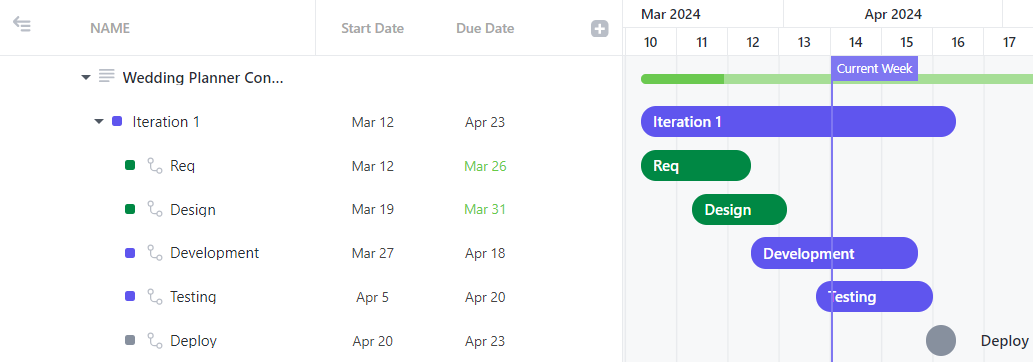 NAME Start Date Due Date Mar 2024 Apr 2024
10 11 12 13 14 15 16 17
Wedding Planner Con... Current Week
Iteration 1 Mar 12 Apr 23 Iteration 1
Req Mar 12 Mar 26 Req
Design Mar 19 Mar 31 Design
Development Mar 27 Apr 18 Development
Testing Apr 5 Apr 20 Testing
Deploy Apr 20 Apr 23 Deploy